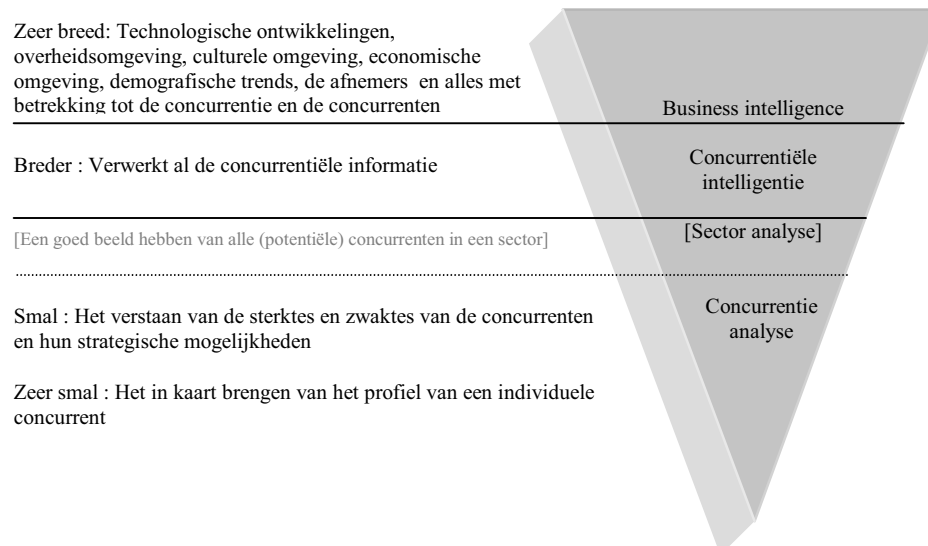 Zeer breed: Technologische ontwikkelingen,
overheidsomgeving, culturele omgeving, economische
omgeving, demografische trends, de afnemers en alles met
betrekking tot de concurrentie en de concurrenten
Business intelligence
Breder : Verwerkt al de concurrentiële informatie
Concurrentiële
intelligentie
[Een goed beeld hebben van alle (potentiële) concurrenten in een sector]
[Sector analyse]
Smal : Het verstaan van de sterktes en zwaktes van de concurrenten
en hun strategische mogelijkheden
Concurrentie
analyse
Zeer smal : Het in kaart brengen van het profiel van een individuele
concurrent